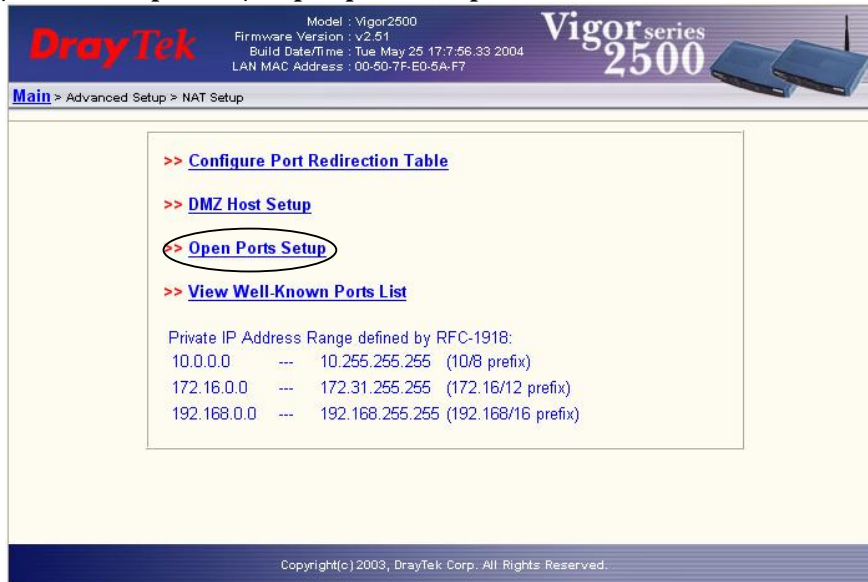 DrayTek
Model : Vigor2500
Firmware Version : v2.51
Build Date/Time : Tue May 25 17:7:56.33 2004
LAN MAC Address : 00-50-7F-E0-5A-F7
Vigor series
2500
Main > Advanced Setup > NAT Setup
>> Configure Port Redirection Table
>> DMZ Host Setup
>> Open Ports Setup
>> View Well-Known Ports List
Private IP Address Range defined by RFC-1918:
10.0.0.0 --- 10.255.255.255 (10/8 prefix)
172.16.0.0 --- 172.31.255.255 (172.16/12 prefix)
192.168.0.0 --- 192.168.255.255 (192.168/16 prefix)
Copyright(c) 2003, DrayTek Corp. All Rights Reserved.